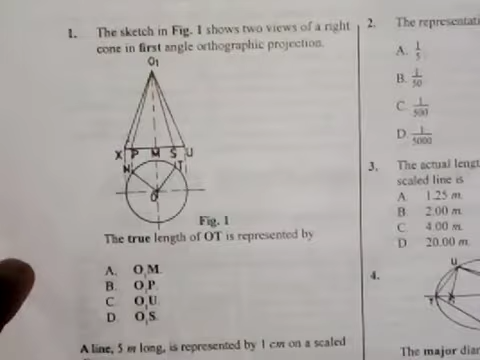 1. The sketch in Fig. 1 shows two views of a right
cone in first angle orthographic projection.
O1
X P M S U
N T
O
Fig. 1
The true length of OT is represented by
A. O1M.
B. O1P.
C. O1U.
D. O1S.
A line, 5 m long, is represented by 1 cm on a scaled
2. The
A. 1/5
B. 1/50
C. 1/500
D. 1/5000
3. The actual
scaled line is
A. 1.25 m.
B. 2.00 m.
C. 4.00 m.
D. 20.00 m.
4.
U
T R
The major